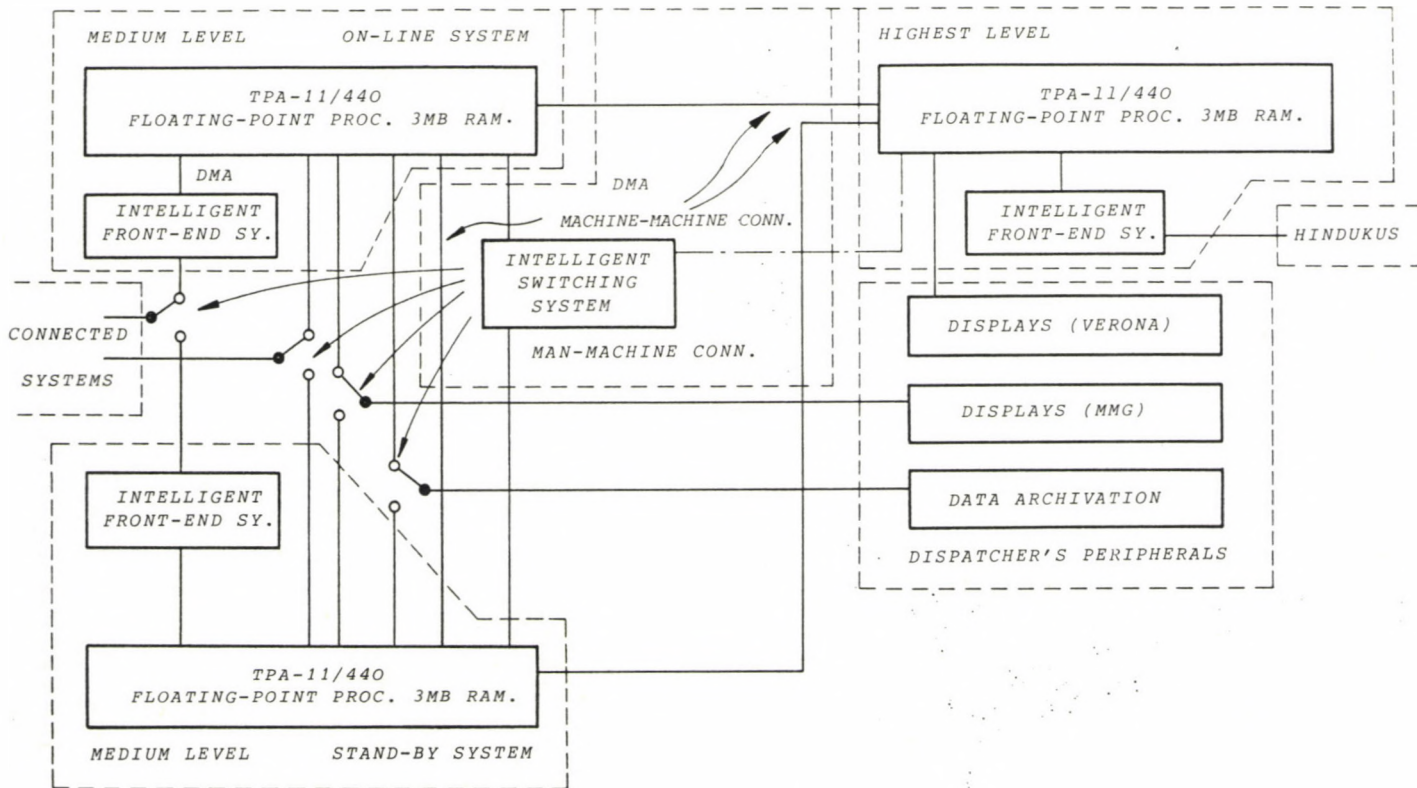 MEDIUM LEVEL ON-LINE SYSTEM
TPA-11/440
FLOATING-POINT PROC. 3MB RAM.
DMA
INTELLIGENT
FRONT-END SY.
HIGHEST LEVEL
TPA-11/440
FLOATING-POINT PROC. 3MB RAM.
INTELLIGENT
FRONT-END SY.
HINDUKUS
DMA
MACHINE-MACHINE CONN.
INTELLIGENT
SWITCHING
SYSTEM
MAN-MACHINE CONN.
CONNECTED
SYSTEMS
DISPLAYS (VERONA)
DISPLAYS (MMG)
DATA ARCHIVATION
DISPATCHER'S PERIPHERALS
INTELLIGENT
FRONT-END SY.
TPA-11/440
FLOATING-POINT PROC. 3MB RAM.
MEDIUM LEVEL STAND-BY SYSTEM